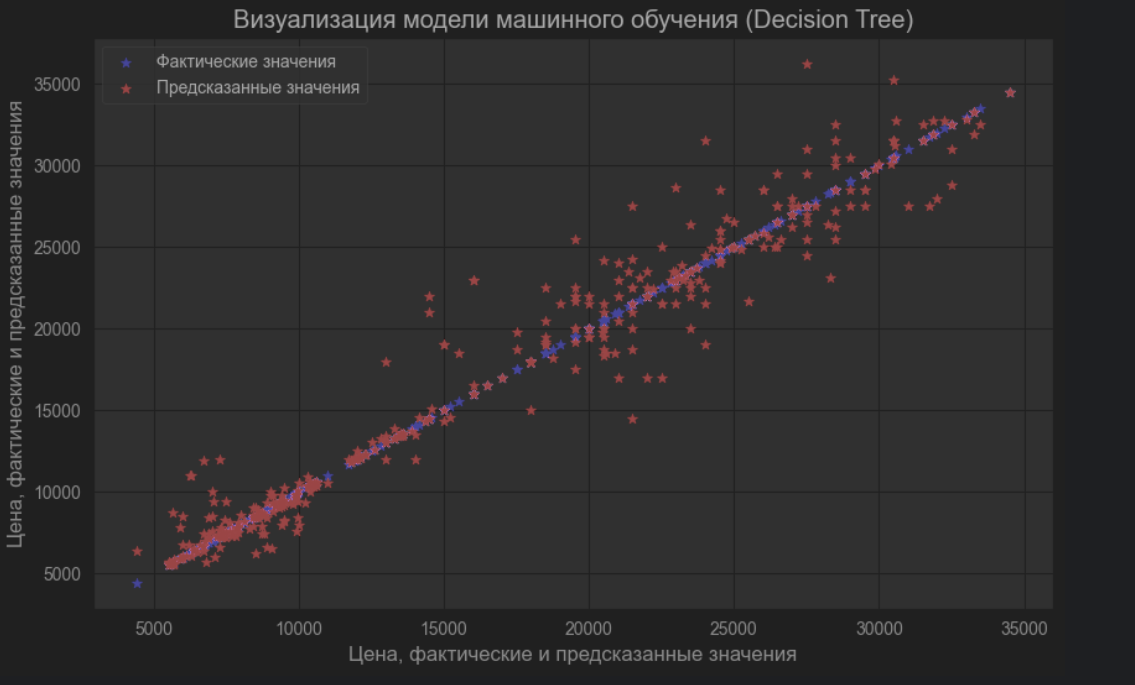 Визуализация модели машинного обучения (Decision Tree)
Фактические значения
Предсказанные значения
Цена, фактические и предсказанные значения
35000
30000
25000
20000
15000
10000
5000
5000 10000 15000 20000 25000 30000 35000
Цена, фактические и предсказанные значения